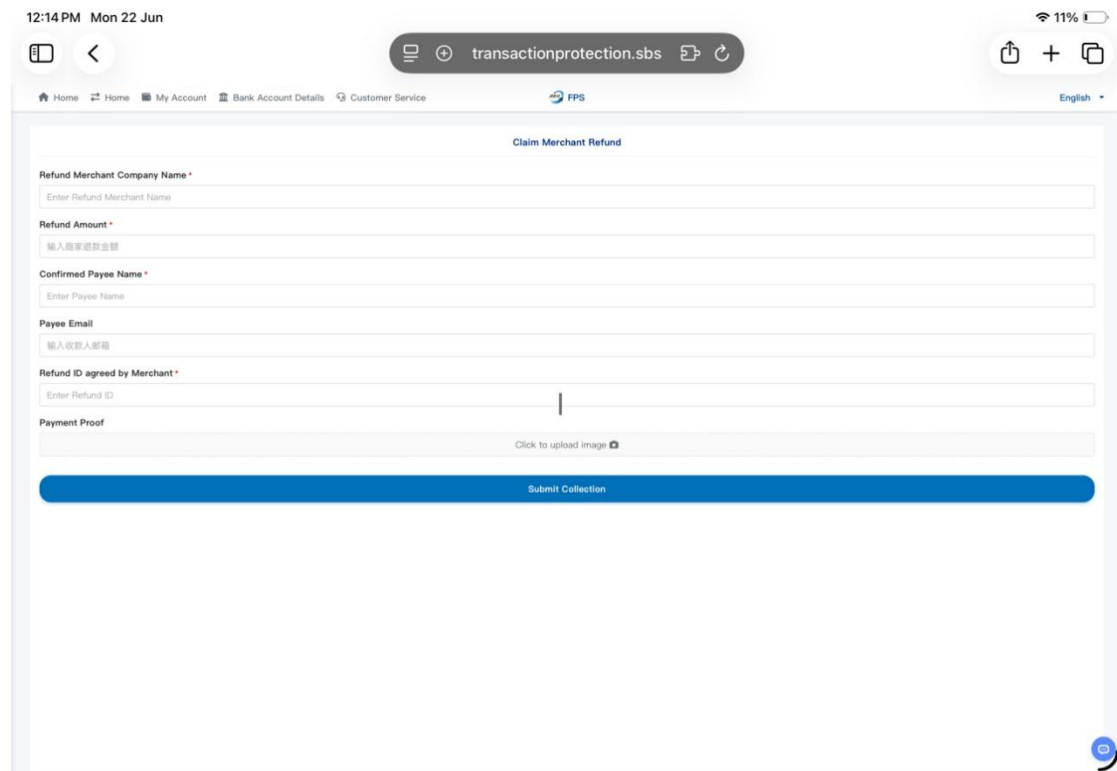 12:14 PM Mon 22 Jun
11%
transactionprotection.sbs
Home Home My Account Bank Account Details Customer Service FPS English
Claim Merchant Refund
Refund Merchant Company Name *
Enter Refund Merchant Name
Refund Amount *
输入商家退款金额
Confirmed Payee Name *
Enter Payee Name
Payee Email
输入收款人邮箱
Refund ID agreed by Merchant *
Enter Refund ID
Payment Proof
Click to upload image
Submit Collection